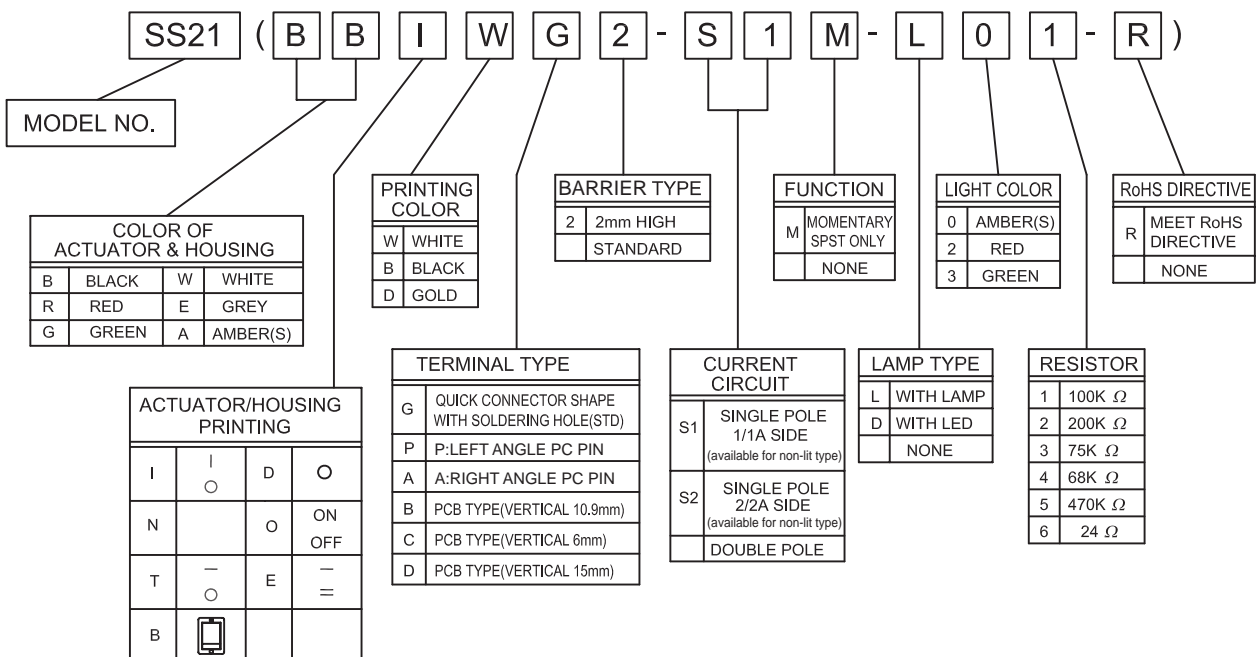 SS21 ( B B I W G 2 - S 1 M - L 0 1 - R )
MODEL NO.
COLOR OF
ACTUATOR & HOUSING
B BLACK W WHITE
R RED E GREY
G GREEN A AMBER(S)
ACTUATOR/HOUSING
PRINTING
I | ○ D ○
N O ON OFF
T — ○ E — =
B
PRINTING
COLOR
W WHITE
B BLACK
D GOLD
TERMINAL TYPE
G QUICK CONNECTOR SHAPE
WITH SOLDERING HOLE(STD)
P P:LEFT ANGLE PC PIN
A A:RIGHT ANGLE PC PIN
B PCB TYPE(VERTICAL 10.9mm)
C PCB TYPE(VERTICAL 6mm)
D PCB TYPE(VERTICAL 15mm)
BARRIER TYPE
2 2mm HIGH
STANDARD
CURRENT
CIRCUIT
S1 SINGLE POLE
1/1A SIDE
(available for non-lit type)
S2 SINGLE POLE
2/2A SIDE
(available for non-lit type)
DOUBLE POLE
FUNCTION
M MOMENTARY
SPST ONLY
NONE
LAMP TYPE
L WITH LAMP
D WITH LED
NONE
LIGHT COLOR
0 AMBER(S)
2 RED
3 GREEN
RESISTOR
1 100K Ω
2 200K Ω
3 75K Ω
4 68K Ω
5 470K Ω
6 24 Ω
RoHS DIRECTIVE
R MEET RoHS
DIRECTIVE
NONE